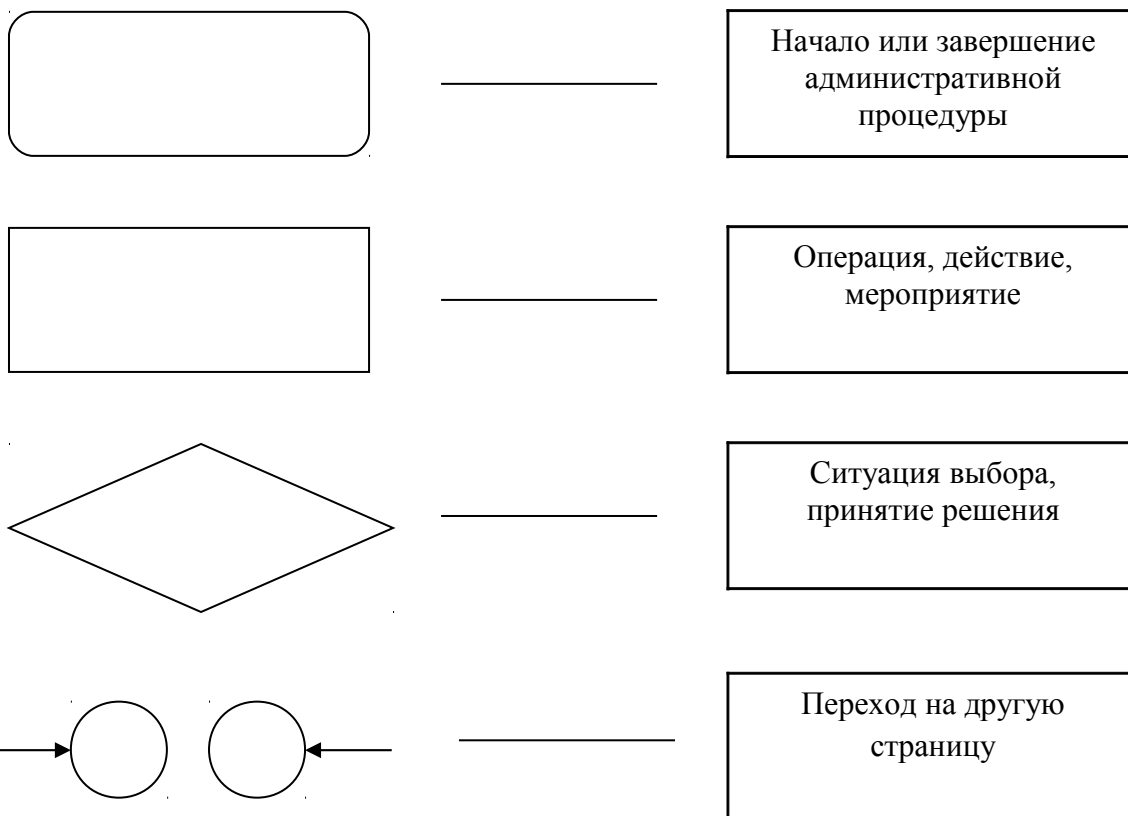 Начало или завершение
административной
процедуры
Операция, действие,
мероприятие
Ситуация выбора,
принятие решения
Переход на другую
страницу